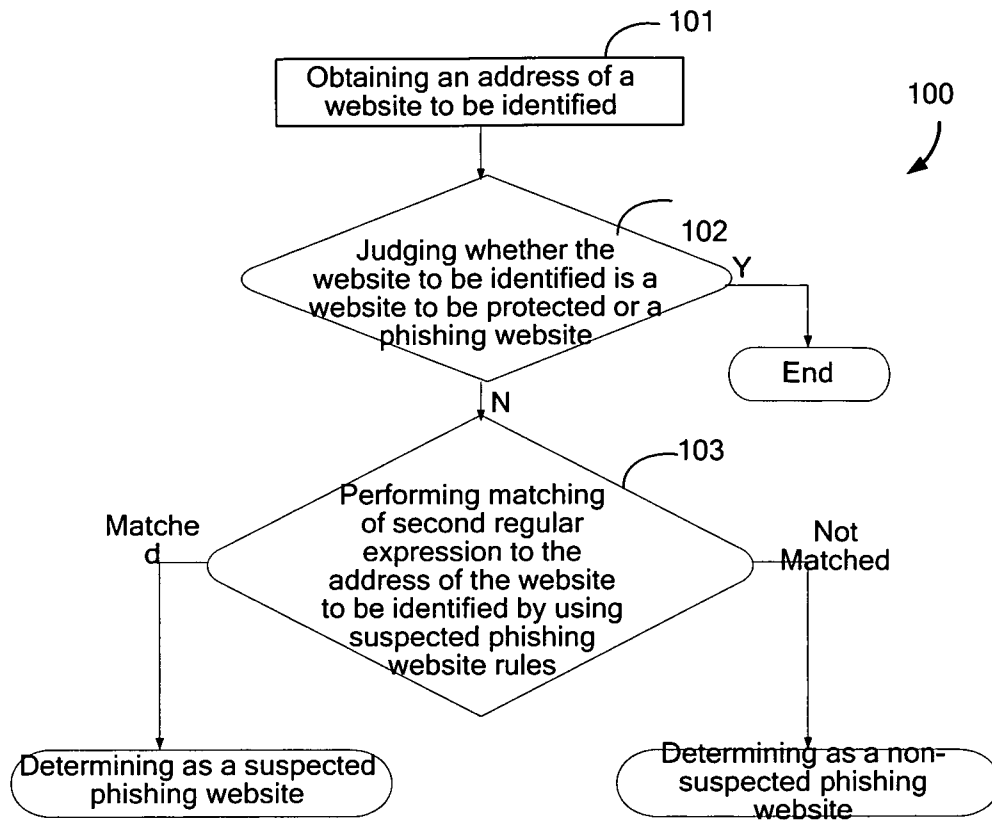 101
Obtaining an address of a
website to be identified
100
102
Judging whether the
website to be identified is a
website to be protected or a
phishing website
Y
End
N
103
Performing matching
of second regular
expression to the
address of the website
to be identified by using
suspected phishing
website rules
Matche
d
Not
Matched
Determining as a suspected
phishing website
Determining as a non-
suspected phishing
website